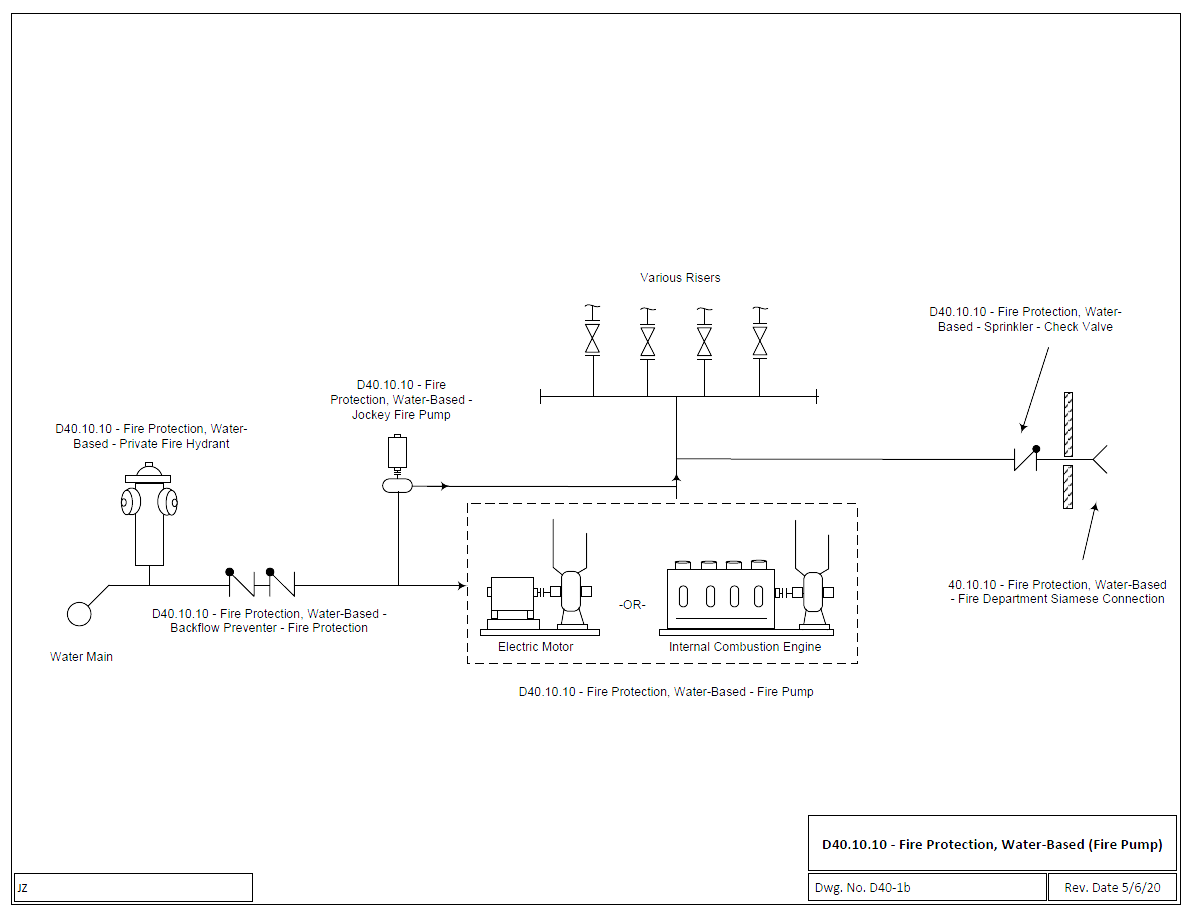 Various Risers
D40.10.10 - Fire Protection, Water-
Based - Sprinkler - Check Valve
D40.10.10 - Fire
Protection, Water-Based -
Jockey Fire Pump
D40.10.10 - Fire Protection, Water-
Based - Private Fire Hydrant
40.10.10 - Fire Protection, Water-Based
- Fire Department Siamese Connection
D40.10.10 - Fire Protection, Water-Based -
Backflow Preventer - Fire Protection
-OR-
Electric Motor
Internal Combustion Engine
Water Main
D40.10.10 - Fire Protection, Water-Based - Fire Pump
D40.10.10 - Fire Protection, Water-Based (Fire Pump)
JZ
Dwg. No. D40-1b
Rev. Date 5/6/20